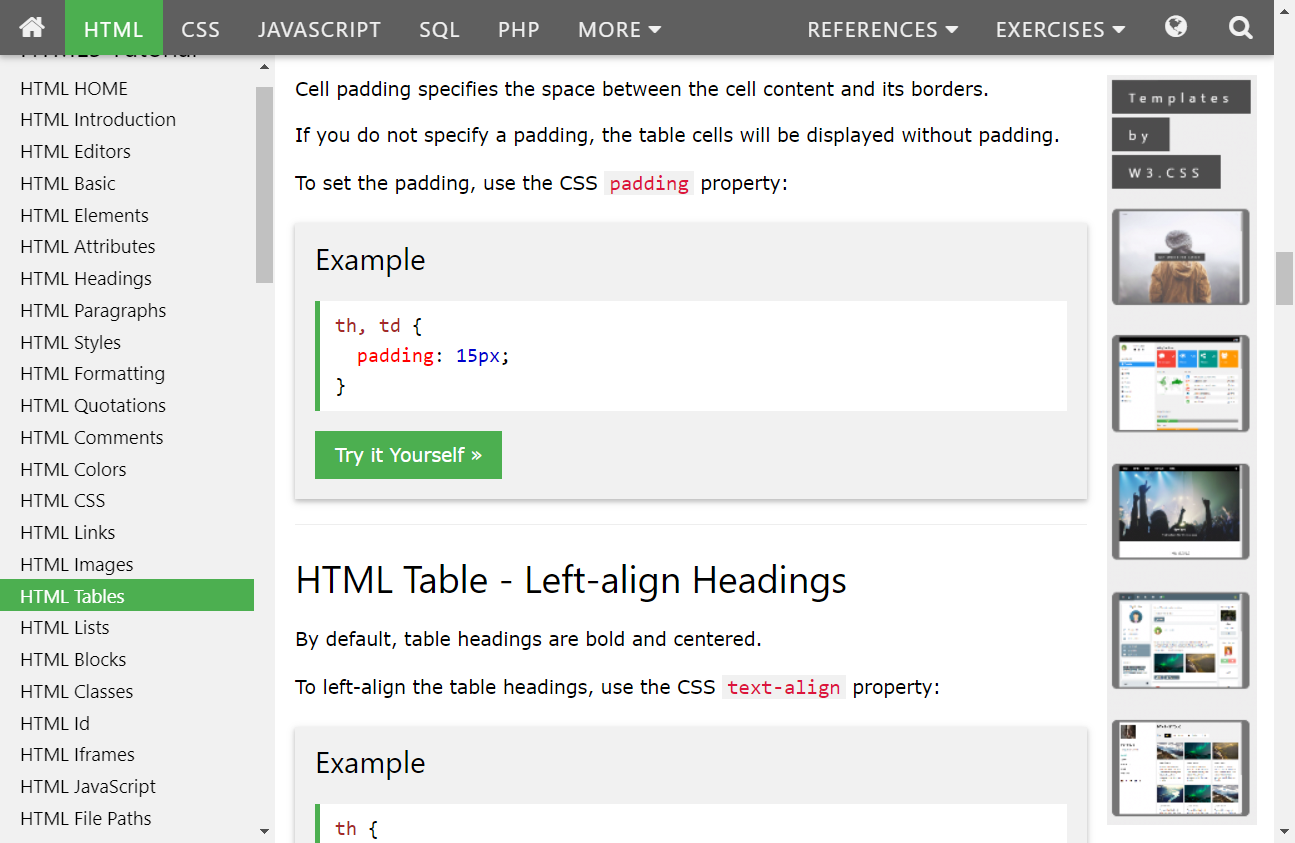 HTML
CSS
JAVASCRIPT
SQL
PHP
MORE
REFERENCES
EXERCISES
HTML5 Tutorial
HTML HOME
HTML Introduction
HTML Editors
HTML Basic
HTML Elements
HTML Attributes
HTML Headings
HTML Paragraphs
HTML Styles
HTML Formatting
HTML Quotations
HTML Comments
HTML Colors
HTML CSS
HTML Links
HTML Images
HTML Tables
HTML Lists
HTML Blocks
HTML Classes
HTML Id
HTML Iframes
HTML JavaScript
HTML File Paths
Cell padding specifies the space between the cell content and its borders.
If you do not specify a padding, the table cells will be displayed without padding.
To set the padding, use the CSS padding property:
Example
th, td {
padding: 15px;
}
Try it Yourself »
HTML Table - Left-align Headings
By default, table headings are bold and centered.
To left-align the table headings, use the CSS text-align property:
Example
th {
Templates
by
W3.CSS